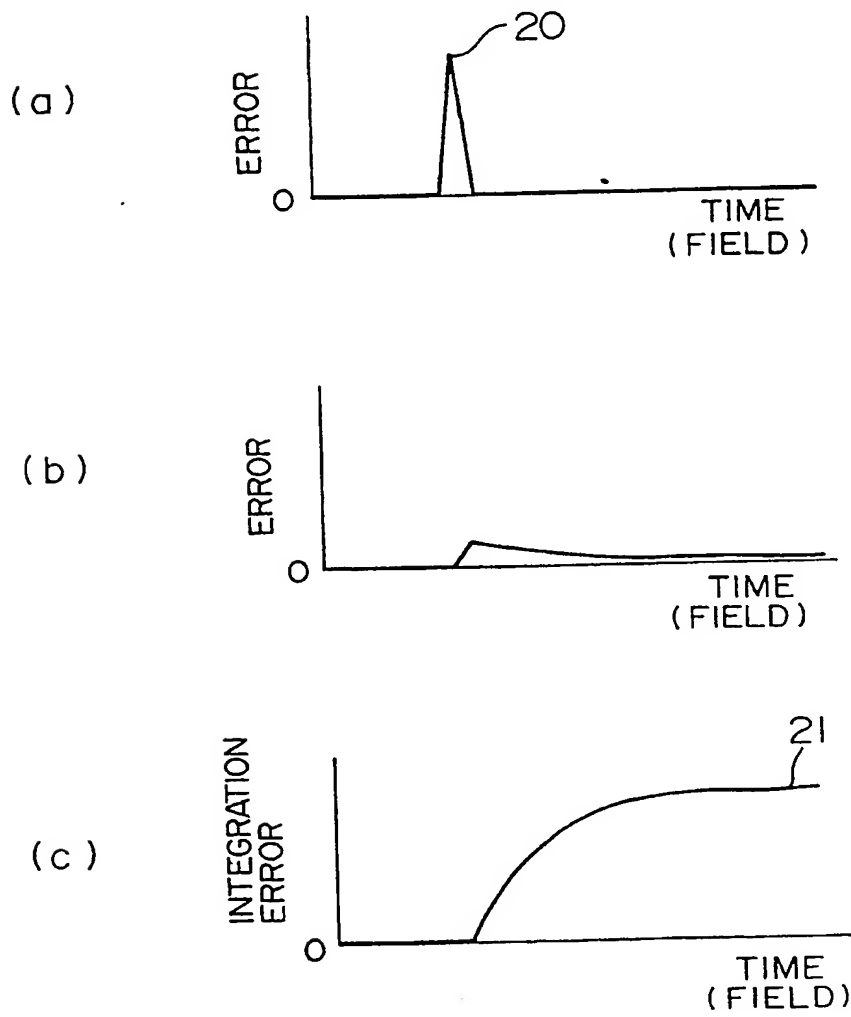 20
(a)
ERROR
0
TIME
(FIELD)
(b)
ERROR
0
TIME
(FIELD)
21
(c)
INTEGRATION
ERROR
0
TIME
(FIELD)